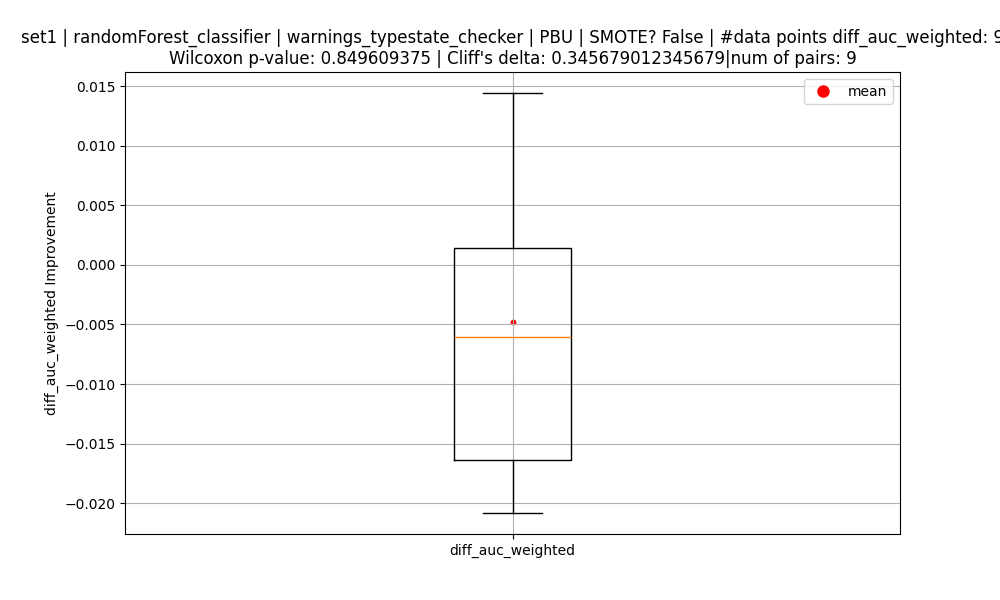 set1 | randomForest_classifier | warnings_typestate_checker | PBU | SMOTE? False | #data points diff_auc_weighted: 9
Wilcoxon p-value: 0.849609375 | Cliff's delta: 0.345679012345679|num of pairs: 9
mean
0.015
0.010
0.005
0.000
−0.005
−0.010
−0.015
−0.020
diff_auc_weighted Improvement
diff_auc_weighted